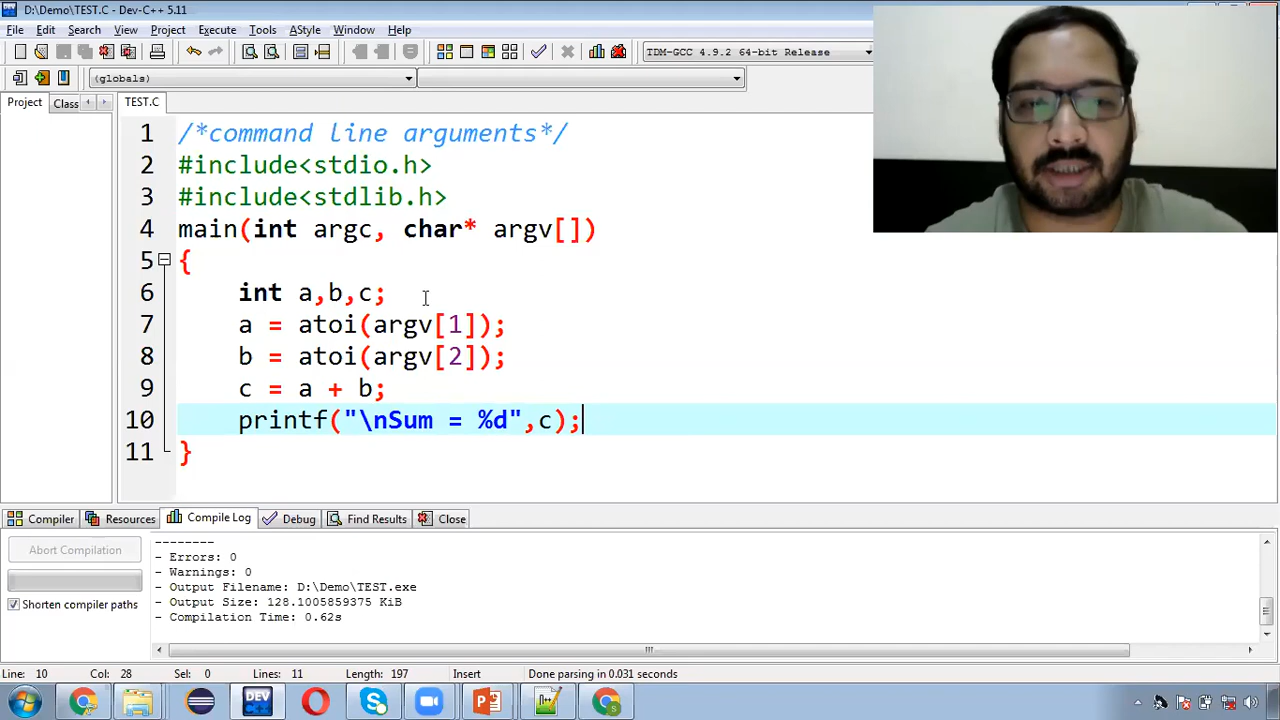 D:\Demo\TEST.C - Dev-C++ 5.11
File Edit Search View Project Execute Tools AStyle Window Help
TDM-GCC 4.9.2 64-bit Release
(globals)
Project Class TEST.C
1 /*command line arguments*/
2 #include<stdio.h>
3 #include<stdlib.h>
4 main(int argc, char* argv[])
5 {
6 int a,b,c;
7 a = atoi(argv[1]);
8 b = atoi(argv[2]);
9 c = a + b;
10 printf("\nSum = %d",c);
11 }
Compiler Resources Compile Log Debug Find Results Close
Abort Compilation
Shorten compiler paths
--------
- Errors: 0
- Warnings: 0
- Output Filename: D:\Demo\TEST.exe
- Output Size: 128.1005859375 KiB
- Compilation Time: 0.62s
Line: 10 Col: 28 Sel: 0 Lines: 11 Length: 197 Insert Done parsing in 0.031 seconds
DEV